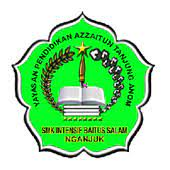 YAYASAN PENDIDIKAN AZZAITUN TANJUNG ANOM
SMK INTENSIF BAITUS SALAM
NGANJUK